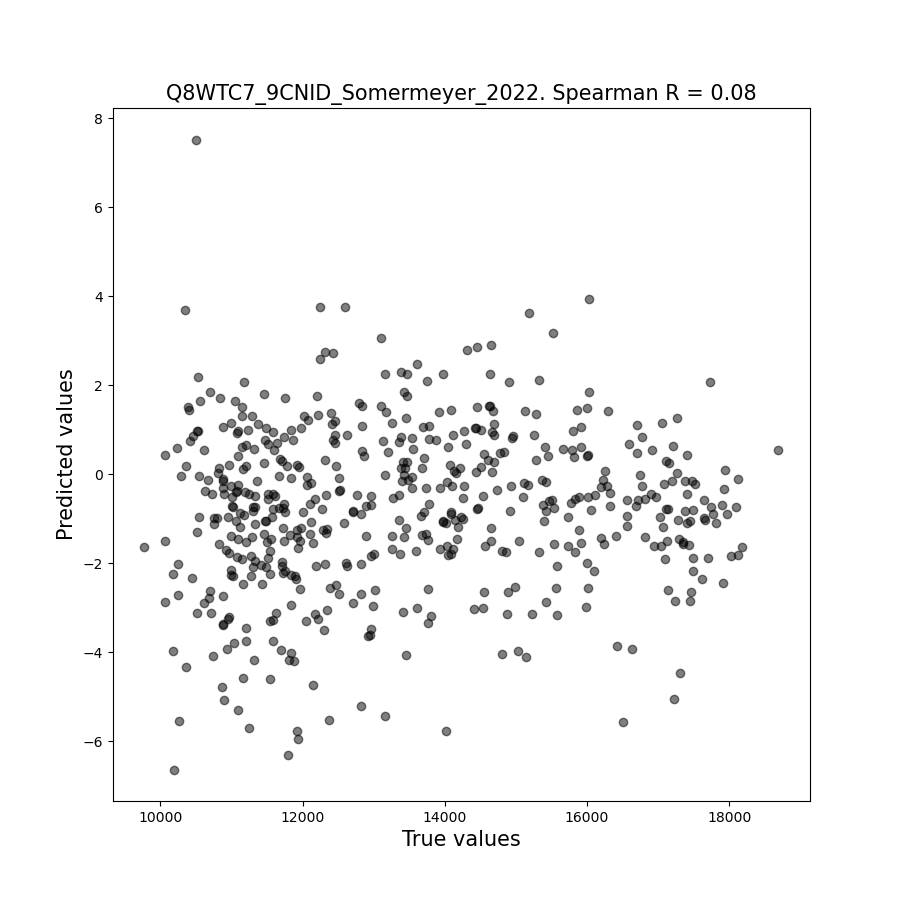 Q8WTC7_9CNID_Somermeyer_2022. Spearman R = 0.08
8
6
4
2
0
−2
−4
−6
Predicted values
10000 12000 14000 16000 18000
True values